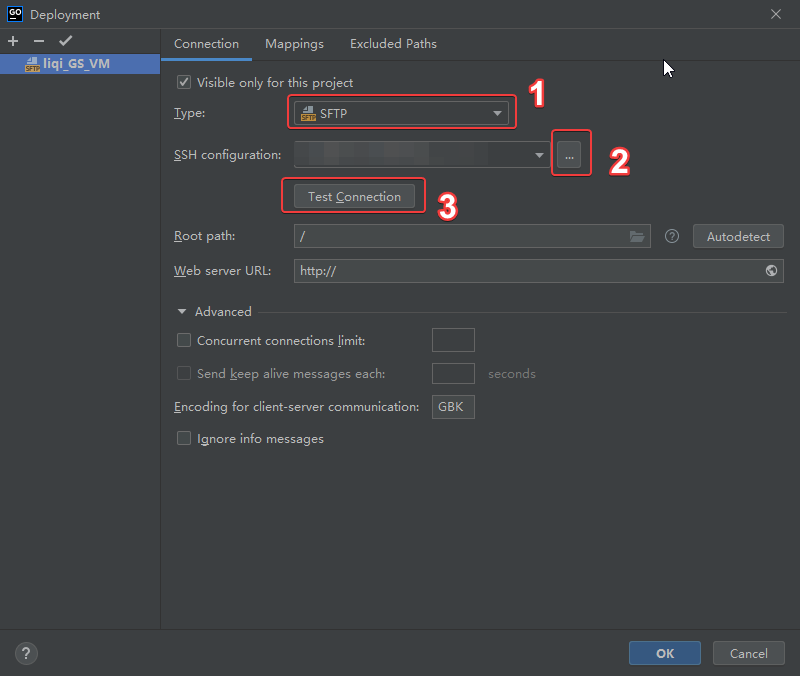 GO Deployment
Connection Mappings Excluded Paths
SFTP liqi_GS_VM
Visible only for this project
1
Type: SFTP SFTP
SSH configuration: ...
2
Test Connection
3
Root path: / ? Autodetect
Web server URL: http://
Advanced
Concurrent connections limit:
Send keep alive messages each: seconds
Encoding for client-server communication: GBK
Ignore info messages
? OK Cancel